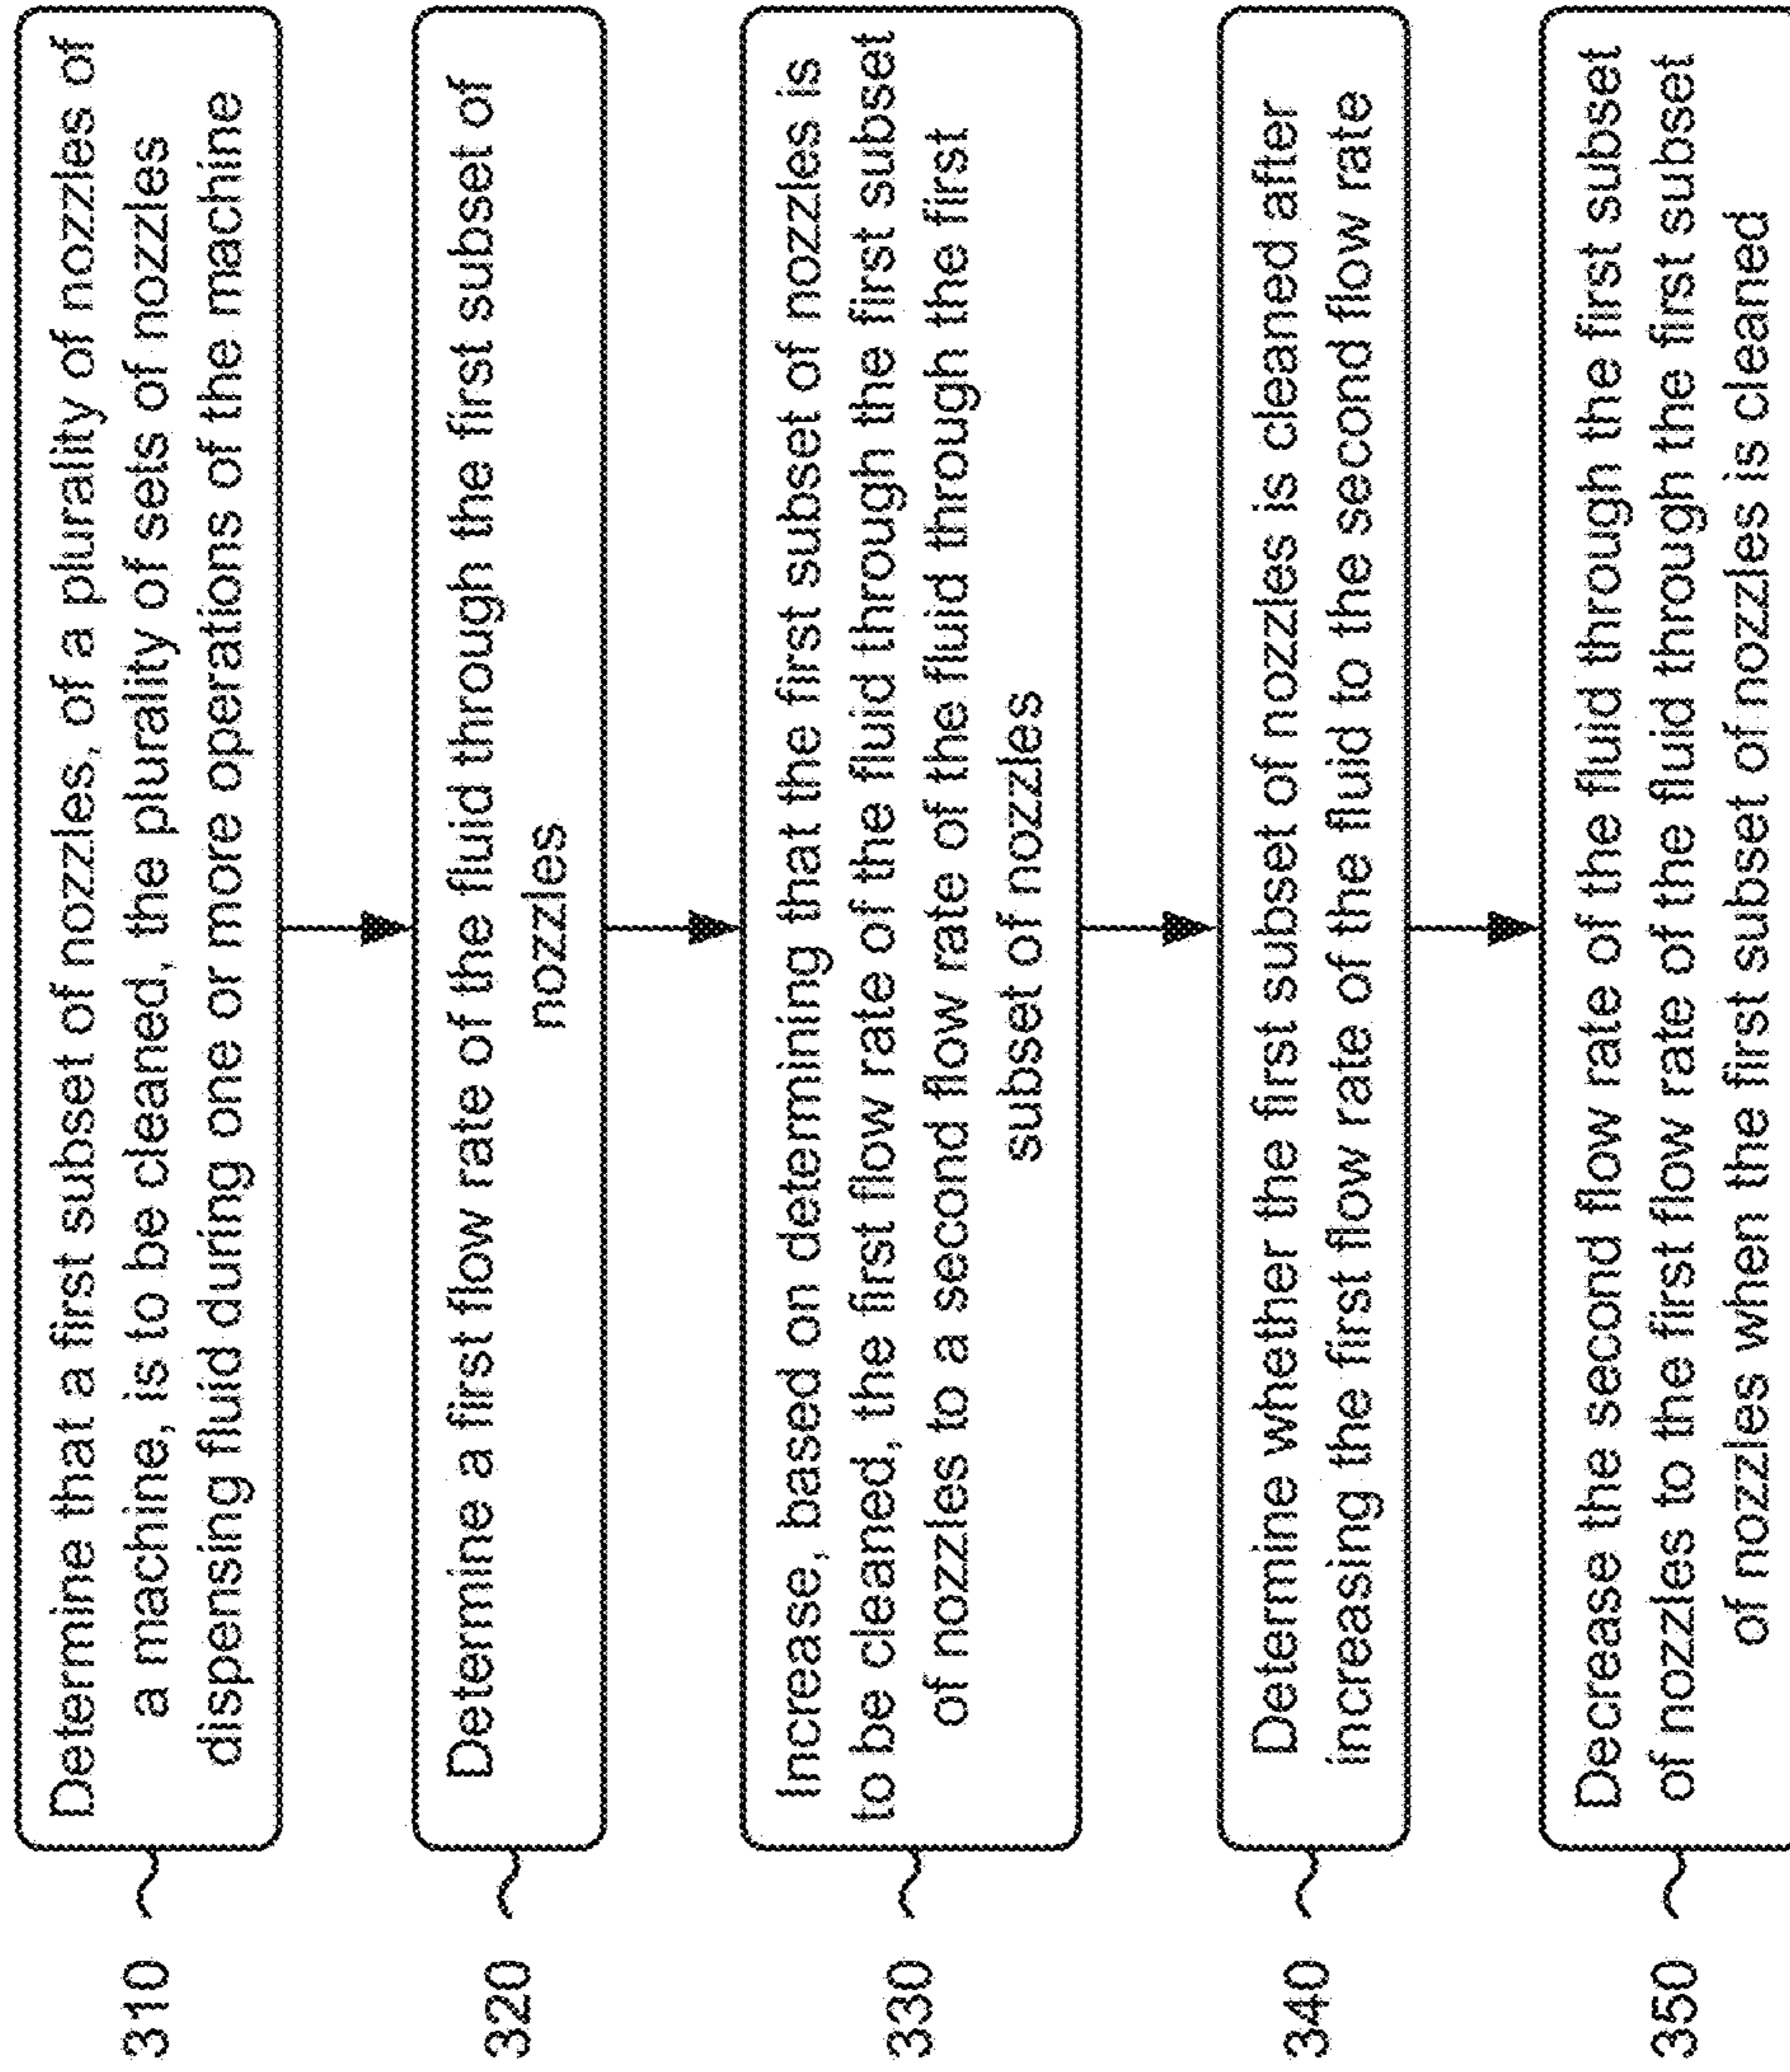 310
Determine that a first subset of nozzles, of a plurality of nozzles of
a machine, is to be cleaned, the plurality of sets of nozzles
dispensing fluid during one or more operations of the machine
320
Determine a first flow rate of the fluid through the first subset of
nozzles
330
Increase, based on determining that the first subset of nozzles is
to be cleaned, the first flow rate of the fluid through the first subset
of nozzles to a second flow rate of the fluid through the first
subset of nozzles
340
Determine whether the first subset of nozzles is cleaned after
increasing the first flow rate of the fluid to the second flow rate
350
Decrease the second flow rate of the fluid through the first subset
of nozzles to the first flow rate of the fluid through the first subset
of nozzles when the first subset of nozzles is cleaned